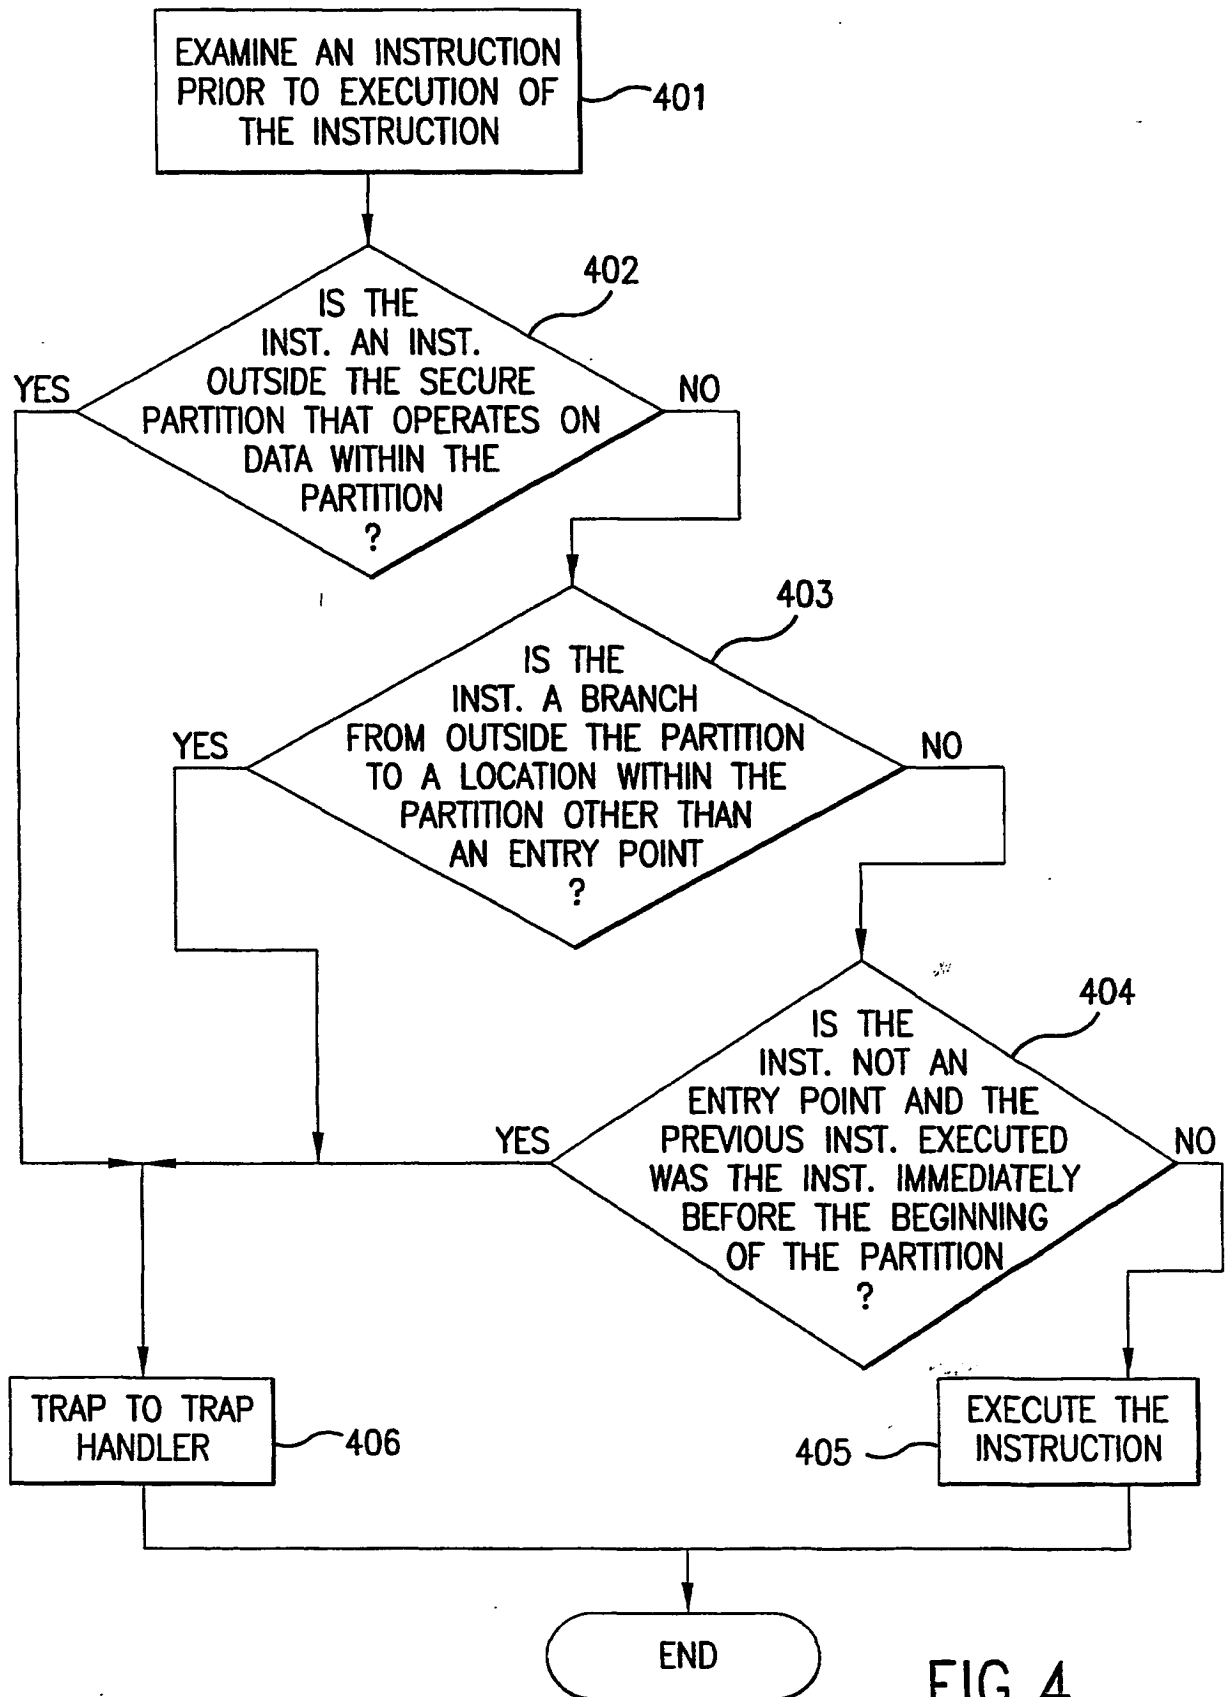 EXAMINE AN INSTRUCTION
PRIOR TO EXECUTION OF
THE INSTRUCTION
401
402
IS THE
INST. AN INST.
OUTSIDE THE SECURE
PARTITION THAT OPERATES ON
DATA WITHIN THE
PARTITION
?
YES
NO
403
IS THE
INST. A BRANCH
FROM OUTSIDE THE PARTITION
TO A LOCATION WITHIN THE
PARTITION OTHER THAN
AN ENTRY POINT
?
YES
NO
404
IS THE
INST. NOT AN
ENTRY POINT AND THE
PREVIOUS INST. EXECUTED
WAS THE INST. IMMEDIATELY
BEFORE THE BEGINNING
OF THE PARTITION
?
YES
NO
TRAP TO TRAP
HANDLER
406
405
EXECUTE THE
INSTRUCTION
END
FIG 4